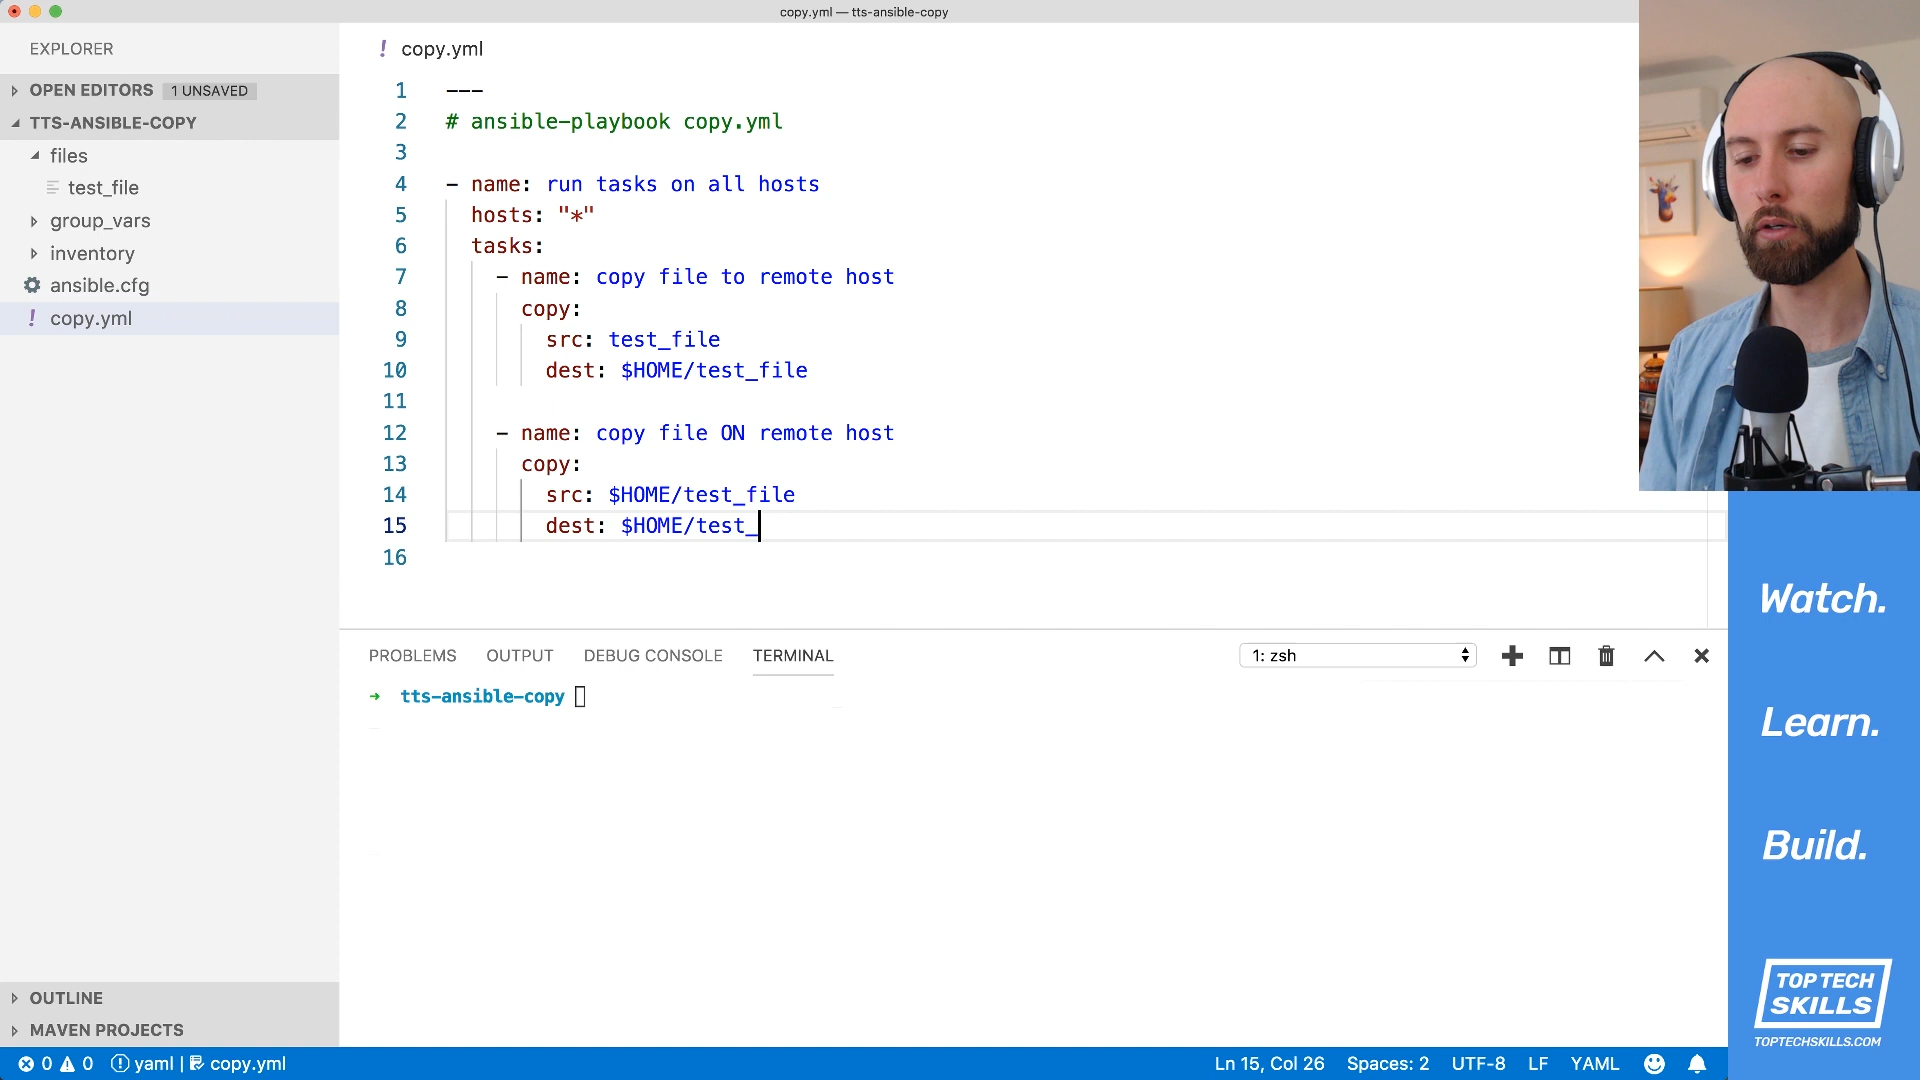 copy.yml — tts-ansible-copy
EXPLORER
OPEN EDITORS 1 UNSAVED
TTS-ANSIBLE-COPY
files
test_file
group_vars
inventory
ansible.cfg
! copy.yml
OUTLINE
MAVEN PROJECTS
! copy.yml
1 ---
2 # ansible-playbook copy.yml
3
4 - name: run tasks on all hosts
5 hosts: "*"
6 tasks:
7 - name: copy file to remote host
8 copy:
9 src: test_file
10 dest: $HOME/test_file
11
12 - name: copy file ON remote host
13 copy:
14 src: $HOME/test_file
15 dest: $HOME/test_
16
PROBLEMS OUTPUT DEBUG CONSOLE TERMINAL 1: zsh
→ tts-ansible-copy
Watch.
Learn.
Build.
TOP TECH
SKILLS
TOPTECHSKILLS.COM
0 0 yaml | copy.yml Ln 15, Col 26 Spaces: 2 UTF-8 LF YAML